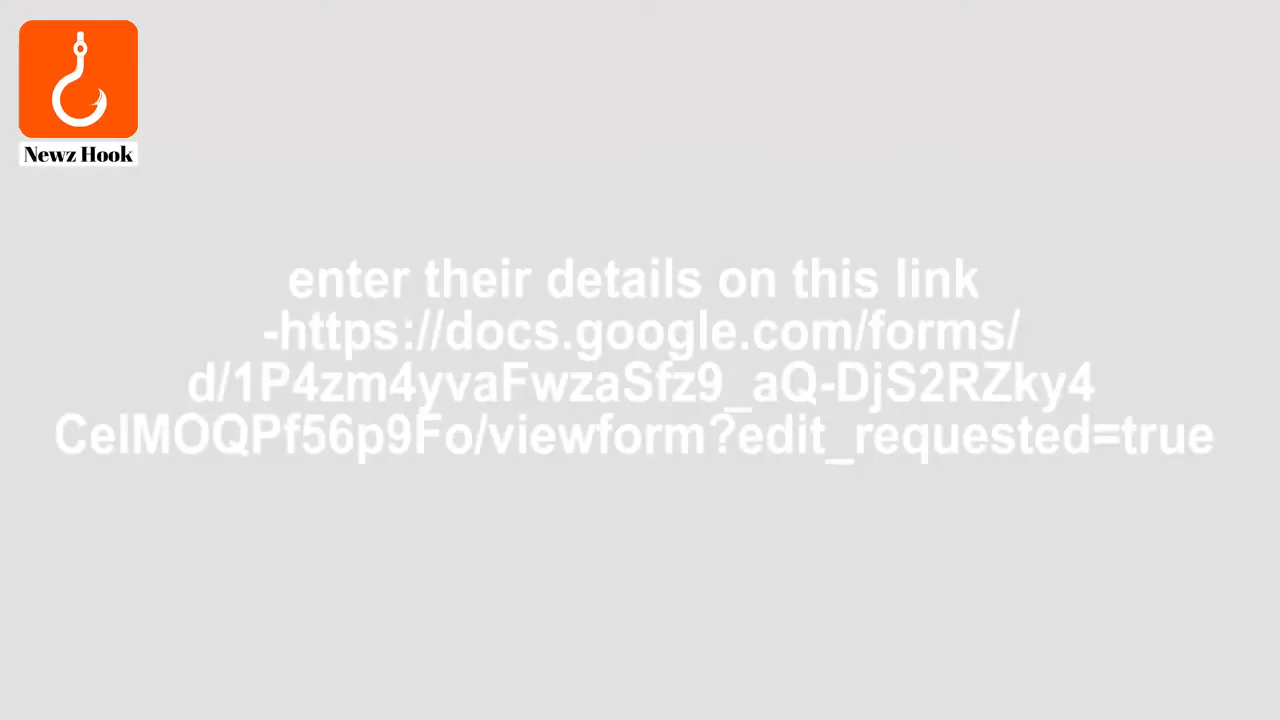 Newz Hook
enter their details on this link
-https://docs.google.com/forms/
d/1P4zm4yvaFwzaSfz9_aQ-DjS2RZky4
CelMOQPf56p9Fo/viewform?edit_requested=true